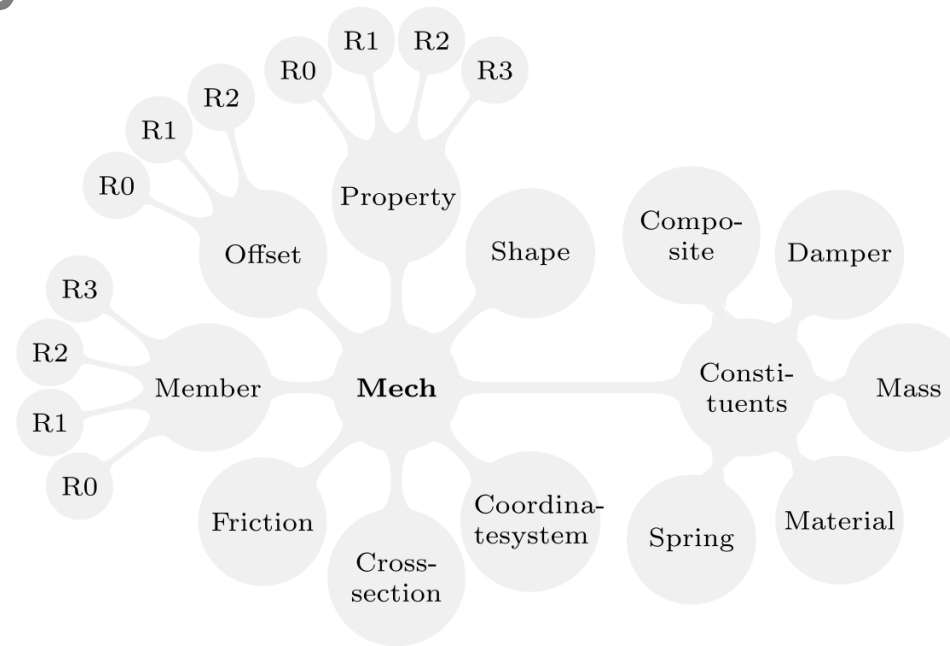 R1
R2
R0
R3
R2
R1
R0
Property
Offset
Shape
Compo-
site
Damper
R3
R2
R1
R0
Member
Mech
Consti-
tuents
Mass
Friction
Coordina-
tesystem
Cross-
section
Spring
Material